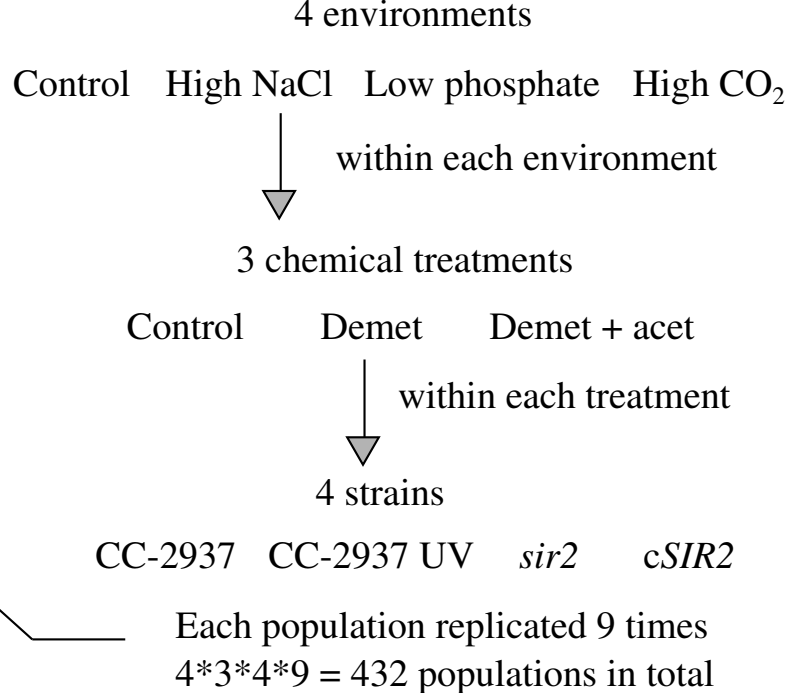 4 environments
Control High NaCl Low phosphate High CO₂
within each environment
3 chemical treatments
Control Demet Demet + acet
within each treatment
4 strains
CC-2937 CC-2937 UV sir2 cSIR2
Each population replicated 9 times
4*3*4*9 = 432 populations in total